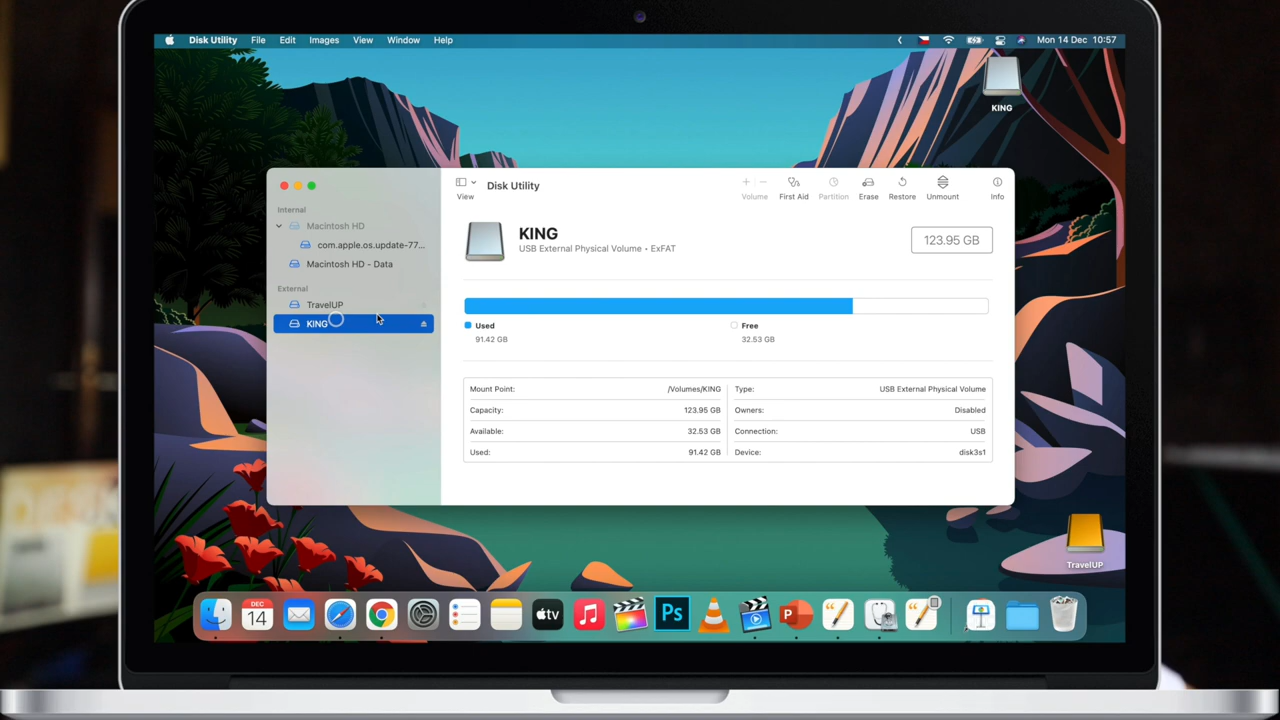 Disk Utility File Edit Images View Window Help Mon 14 Dec 10:57
KING
Disk Utility
View
Volume First Aid Partition Erase Restore Unmount Info
Internal
Macintosh HD
com.apple.os.update-77...
Macintosh HD - Data
External
TravelUP
KING
KING
USB External Physical Volume • ExFAT
123.95 GB
Used
91.42 GB
Free
32.53 GB
Mount Point: /Volumes/KING
Capacity: 123.95 GB
Available: 32.53 GB
Used: 91.42 GB
Type: USB External Physical Volume
Owners: Disabled
Connection: USB
Device: disk3s1
TravelUP
DEC
14
tv
Ps
P